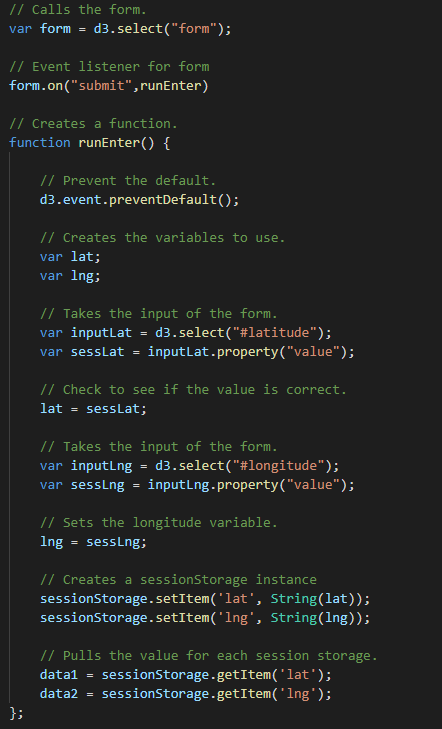 // Calls the form.
var form = d3.select("form");
// Event listener for form
form.on("submit",runEnter)
// Creates a function.
function runEnter() {
// Prevent the default.
d3.event.preventDefault();
// Creates the variables to use.
var lat;
var lng;
// Takes the input of the form.
var inputLat = d3.select("#latitude");
var sessLat = inputLat.property("value");
// Check to see if the value is correct.
lat = sessLat;
// Takes the input of the form.
var inputLng = d3.select("#longitude");
var sessLng = inputLng.property("value");
// Sets the longitude variable.
lng = sessLng;
// Creates a sessionStorage instance
sessionStorage.setItem('lat', String(lat));
sessionStorage.setItem('lng', String(lng));
// Pulls the value for each session storage.
data1 = sessionStorage.getItem('lat');
data2 = sessionStorage.getItem('lng');
};